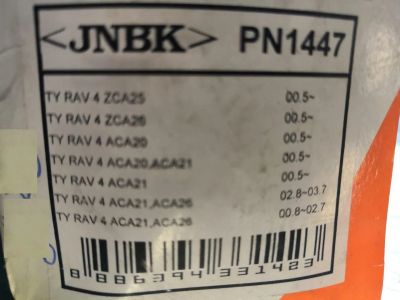 <JNBK> PN1447
TY RAV 4 ZCA25 00.5~
TY RAV 4 ZCA26 00.5~
TY RAV 4 ACA20 00.5~
TY RAV 4 ACA20,ACA21 00.5~
TY RAV 4 ACA21 00.5~
TY RAV 4 ACA21,ACA26 02.8~03.7
TY RAV 4 ACA21,ACA26 00.8~02.7
8 886394 331423